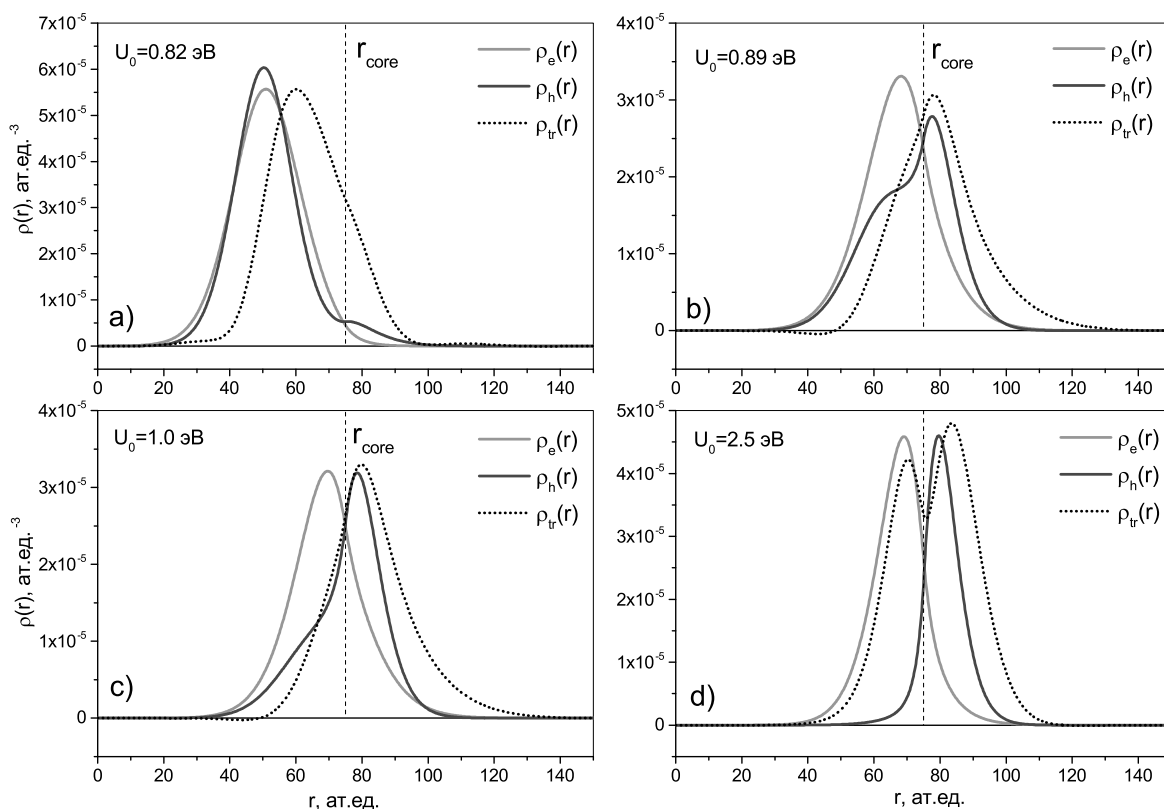 7x10⁻⁵
6x10⁻⁵
5x10⁻⁵
4x10⁻⁵
3x10⁻⁵
2x10⁻⁵
1x10⁻⁵
0
ρ(r), ат.ед.⁻³
U₀=0.82 эВ
r_core
ρ_e(r)
ρ_h(r)
ρ_tr(r)
a)
0 20 40 60 80 100 120 140
4x10⁻⁵
3x10⁻⁵
2x10⁻⁵
1x10⁻⁵
0
U₀=0.89 эВ
r_core
ρ_e(r)
ρ_h(r)
ρ_tr(r)
b)
0 20 40 60 80 100 120 140
4x10⁻⁵
3x10⁻⁵
2x10⁻⁵
1x10⁻⁵
0
ρ(r), ат.ед.⁻³
U₀=1.0 эВ
r_core
ρ_e(r)
ρ_h(r)
ρ_tr(r)
c)
0 20 40 60 80 100 120 140
r, ат.ед.
5x10⁻⁵
4x10⁻⁵
3x10⁻⁵
2x10⁻⁵
1x10⁻⁵
0
U₀=2.5 эВ
r_core
ρ_e(r)
ρ_h(r)
ρ_tr(r)
d)
0 20 40 60 80 100 120 140
r, ат.ед.